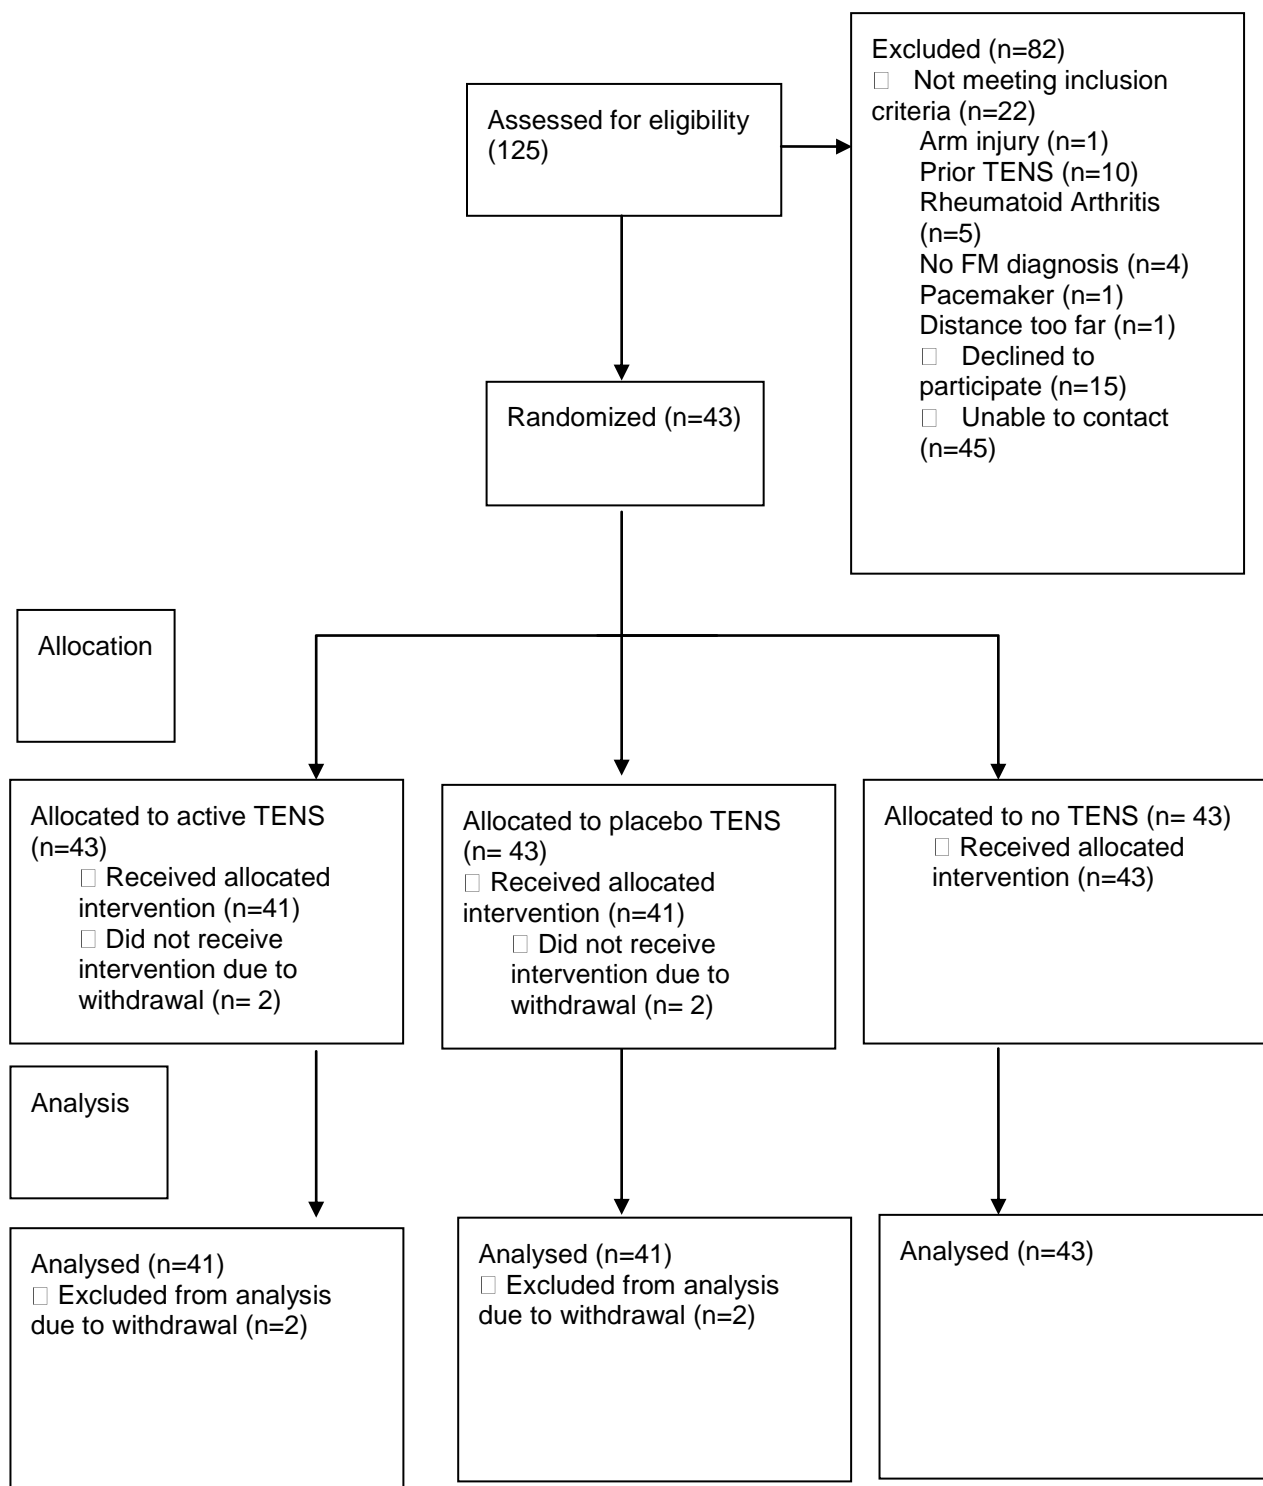 Assessed for eligibility
(125)
Excluded (n=82)
□ Not meeting inclusion
criteria (n=22)
Arm injury (n=1)
Prior TENS (n=10)
Rheumatoid Arthritis
(n=5)
No FM diagnosis (n=4)
Pacemaker (n=1)
Distance too far (n=1)
□ Declined to
participate (n=15)
□ Unable to contact
(n=45)
Randomized (n=43)
Allocation
Allocated to active TENS
(n=43)
□ Received allocated
intervention (n=41)
□ Did not receive
intervention due to
withdrawal (n= 2)
Allocated to placebo TENS
(n= 43)
□ Received allocated
intervention (n=41)
□ Did not receive
intervention due to
withdrawal (n= 2)
Allocated to no TENS (n= 43)
□ Received allocated
intervention (n=43)
Analysis
Analysed (n=41)
□ Excluded from analysis
due to withdrawal (n=2)
Analysed (n=41)
□ Excluded from analysis
due to withdrawal (n=2)
Analysed (n=43)